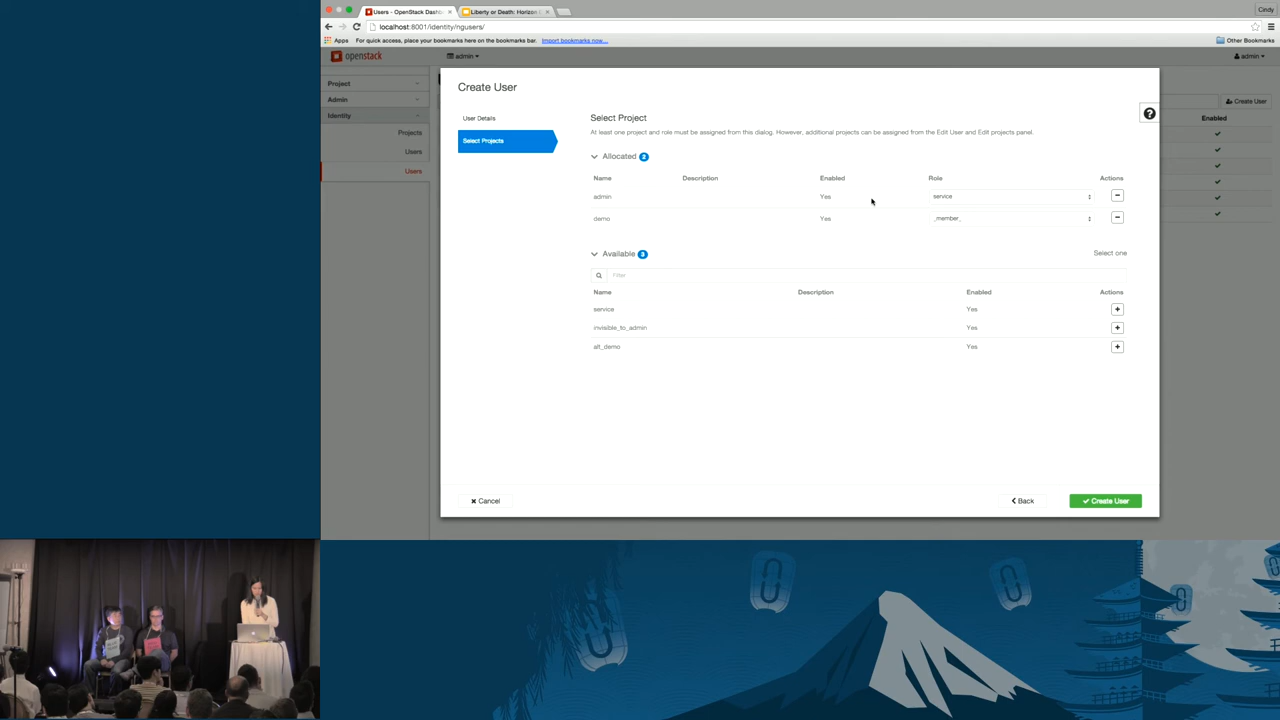 Users - OpenStack Dashb
Liberty or Death: Horizon
Cindy
localhost:8001/identity/ngusers/
Apps For quick access, place your bookmarks here on the bookmarks bar. Import bookmarks now... Other Bookmarks
openstack admin admin
Project
Admin
Identity
Projects
Users
Users
Create User
Enabled
Create User
User Details
Select Projects
Select Project
At least one project and role must be assigned from this dialog. However, additional projects can be assigned from the Edit User and Edit projects panel.
?
Allocated 2
Name Description Enabled Role Actions
admin Yes service
demo Yes _member_
Available 3 Select one
Filter
Name Description Enabled Actions
service Yes
invisible_to_admin Yes
alt_demo Yes
Cancel Back Create User